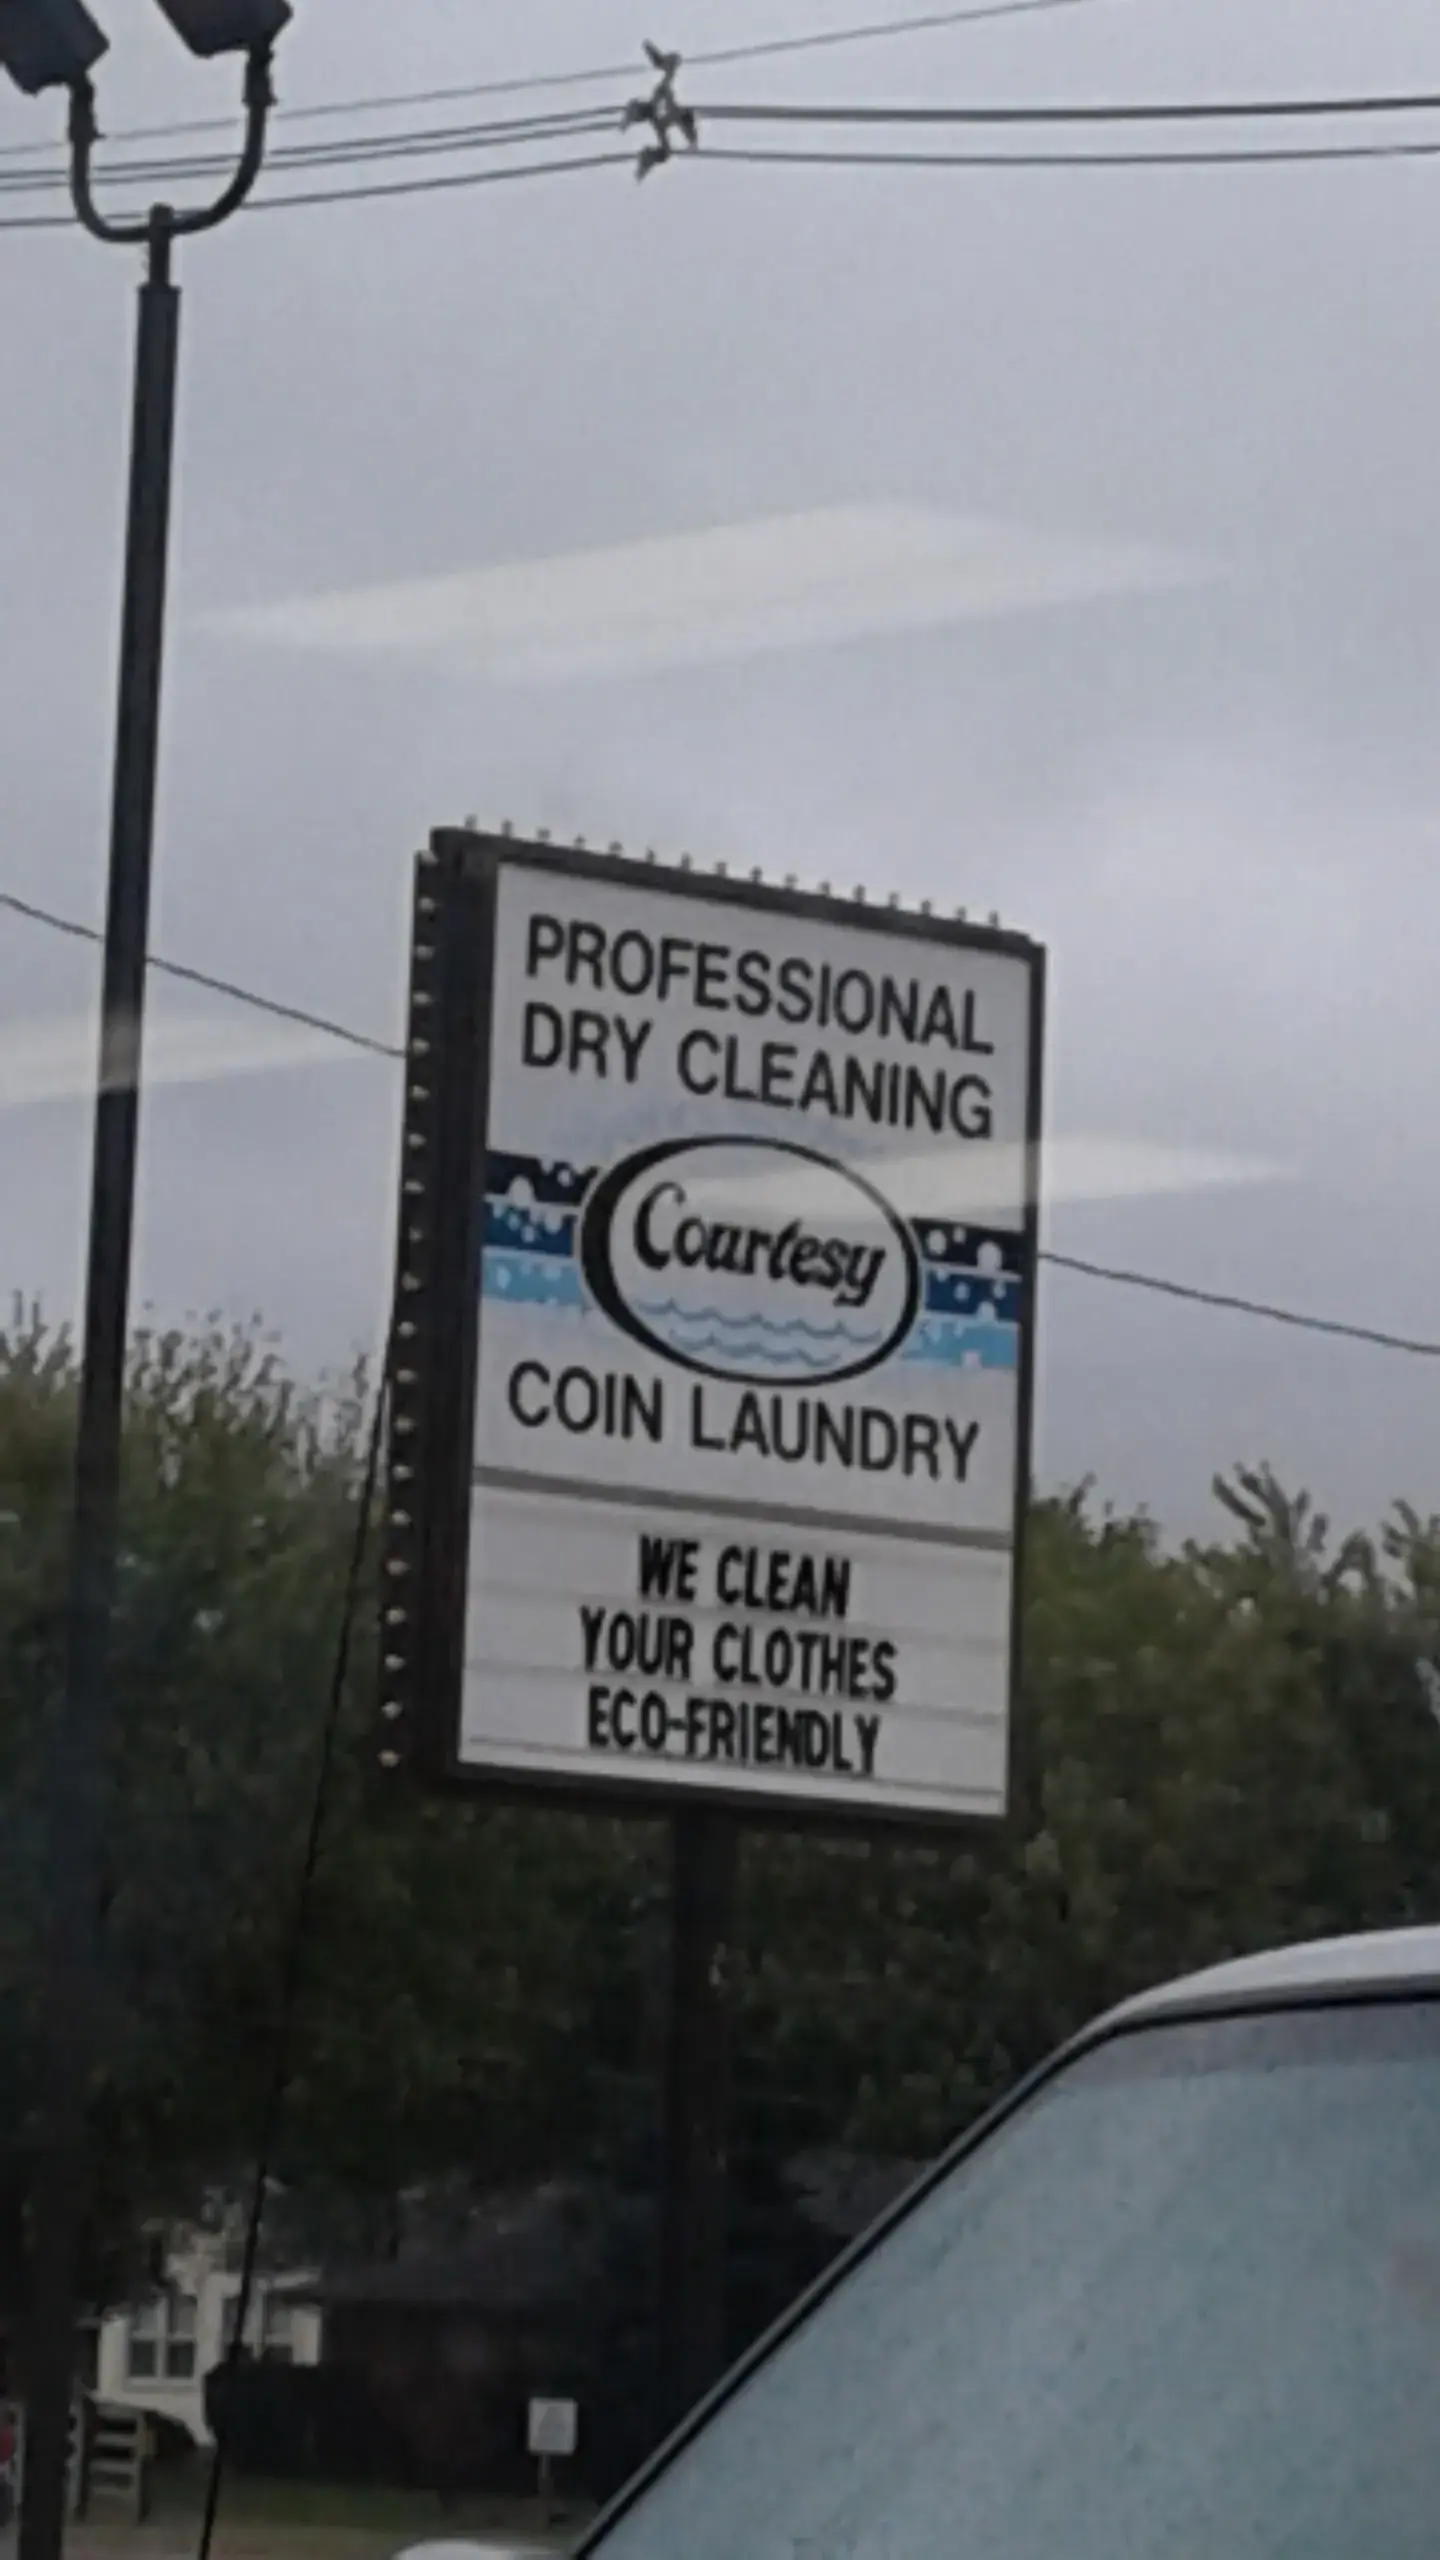 PROFESSIONAL
DRY CLEANING
Courtesy
COIN LAUNDRY
WE CLEAN
YOUR CLOTHES
ECO-FRIENDLY